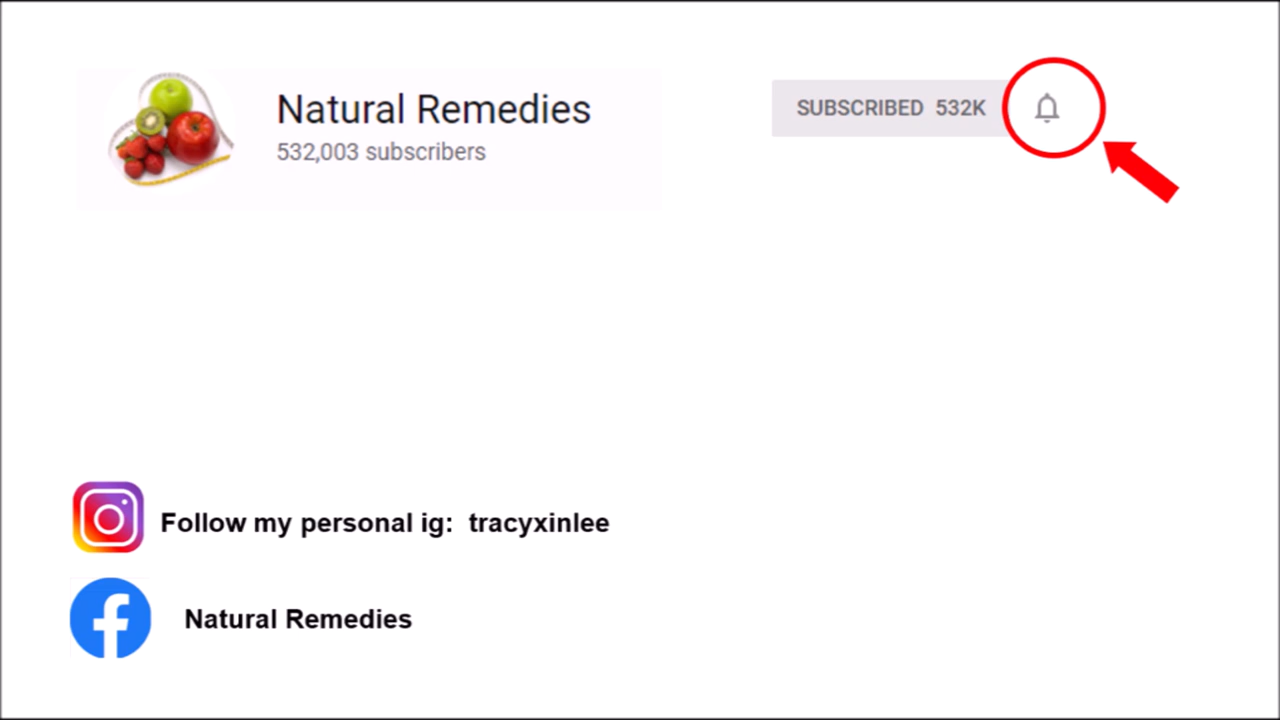 Natural Remedies
532,003 subscribers
SUBSCRIBED 532K
Follow my personal ig: tracyxinlee
Natural Remedies